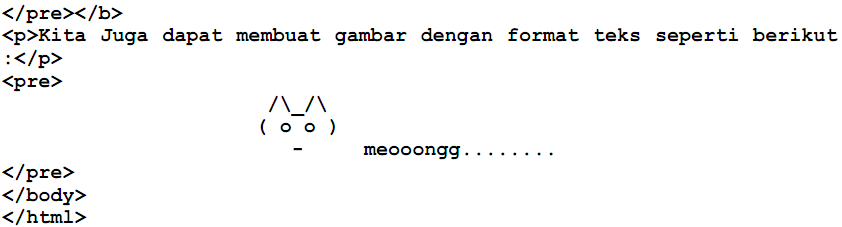 </pre></b>
<p>Kita Juga dapat membuat gambar dengan format teks seperti berikut
:</p>
<pre>
                      /\_/\
                     ( o o )
                        -     meooongg........
</pre>
</body>
</html>